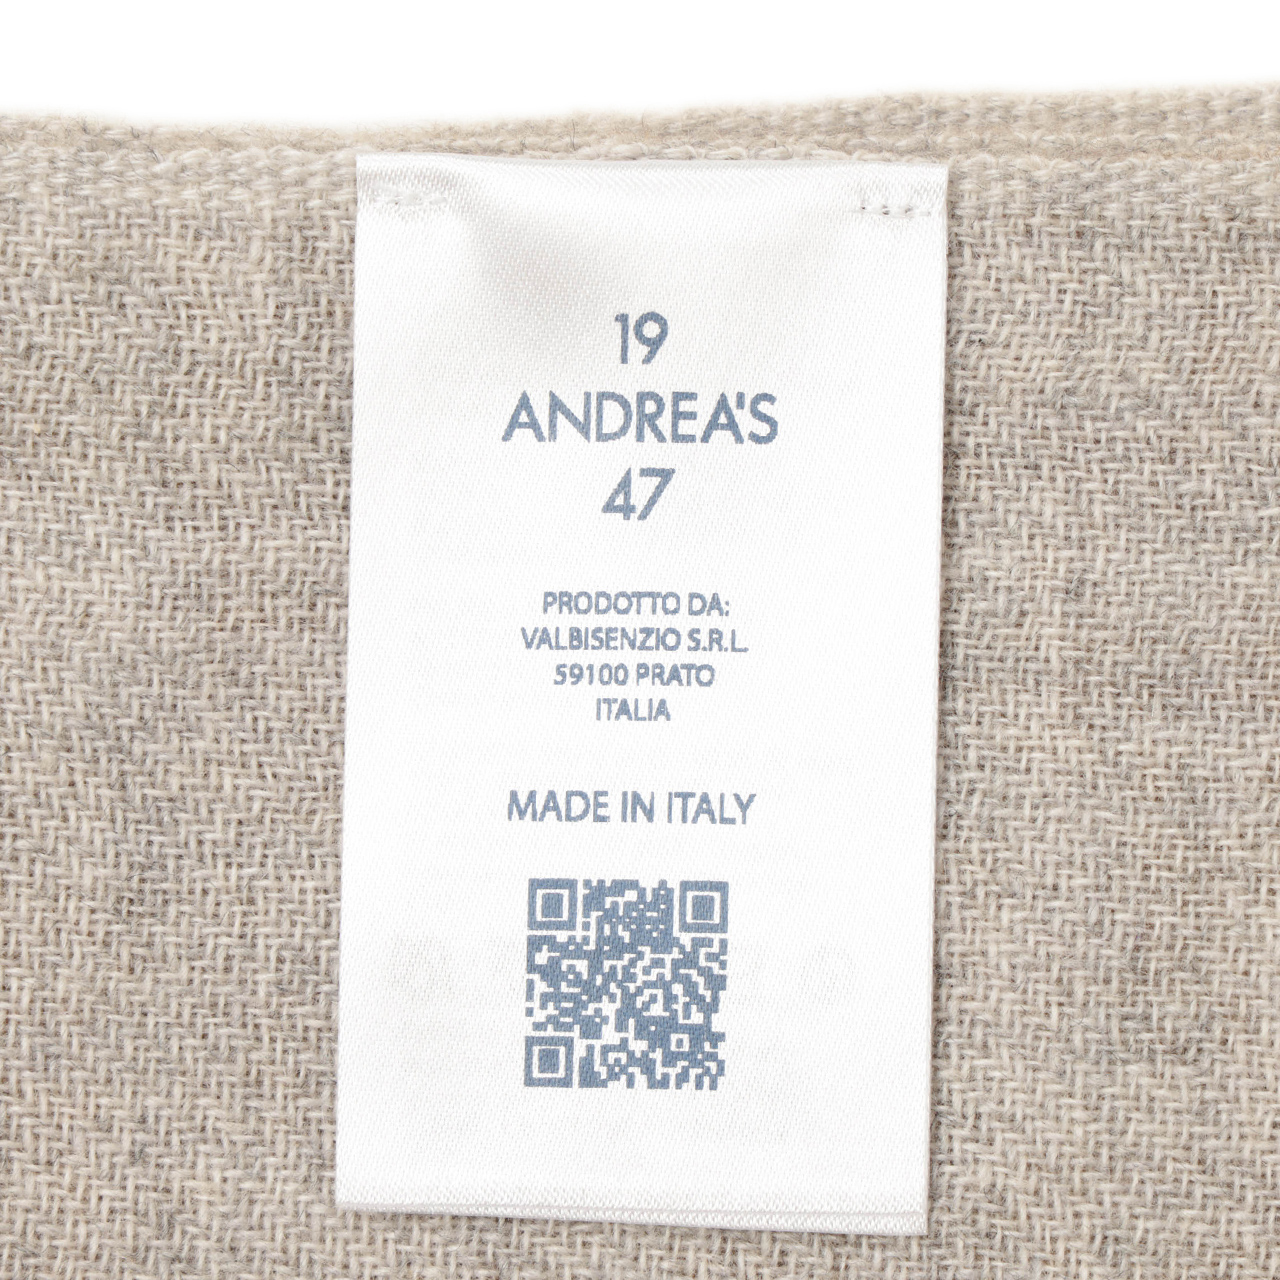 19
ANDREA'S
47
PRODOTTO DA:
VALBISENZIO S.R.L.
59100 PRATO
ITALIA
MADE IN ITALY